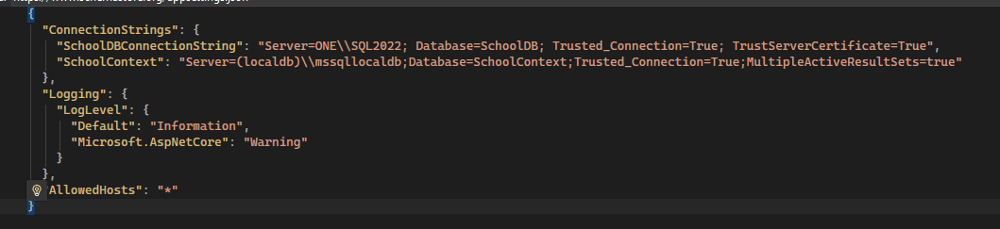 {
"ConnectionStrings": {
"SchoolDBConnectionString": "Server=ONE\\SQL2022; Database=SchoolDB; Trusted_Connection=True; TrustServerCertificate=True",
"SchoolContext": "Server=(localdb)\\mssqllocaldb;Database=SchoolContext;Trusted_Connection=True;MultipleActiveResultSets=true"
},
"Logging": {
"LogLevel": {
"Default": "Information",
"Microsoft.AspNetCore": "Warning"
}
},
AllowedHosts": "*"
}